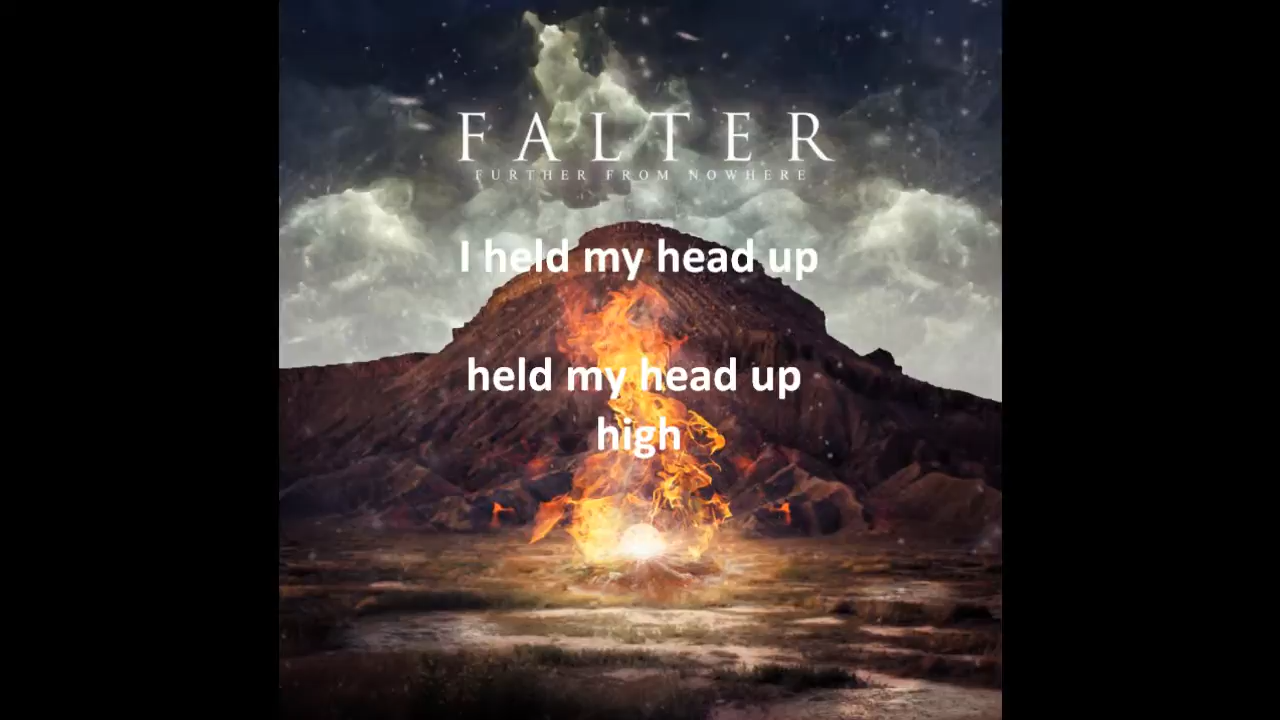 FALTER
FURTHER FROM NOWHERE
I held my head up
held my head up
high